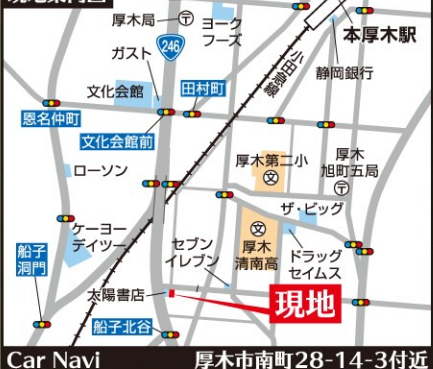 現地案内図
厚木局
ヨーク
フーズ
本厚木駅
246
ガスト
小田急線
静岡銀行
文化会館
田村町
恩名仲町
文化会館前
厚木第二小
文
厚木
旭町五局
ローソン
ザ・ビッグ
ケーヨー
デイツー
セブン
イレブン
文
厚木
清南高
ドラッグ
セイムス
船子
洞門
太陽書店
現地
船子北谷
Car Navi
厚木市南町28-14-3付近